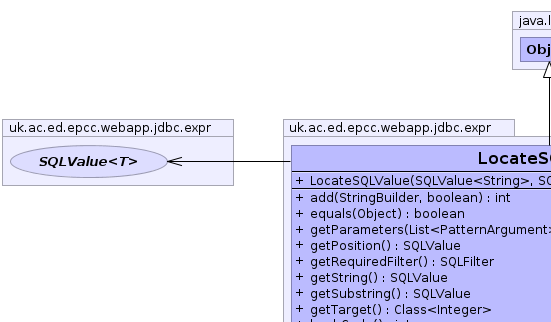 java.l
Obj
uk.ac.ed.epcc.webapp.jdbc.expr
SQLValue<T>
uk.ac.ed.epcc.webapp.jdbc.expr
LocateSQ
+ LocateSQLValue(SQLValue<String>, SQ
+ add(StringBuilder, boolean) : int
+ equals(Object) : boolean
+ getParameters(List<PatternArgument>
+ getPosition() : SQLValue
+ getRequiredFilter() : SQLFilter
+ getString() : SQLValue
+ getSubstring() : SQLValue
+ getTarget() : Class<Integer>